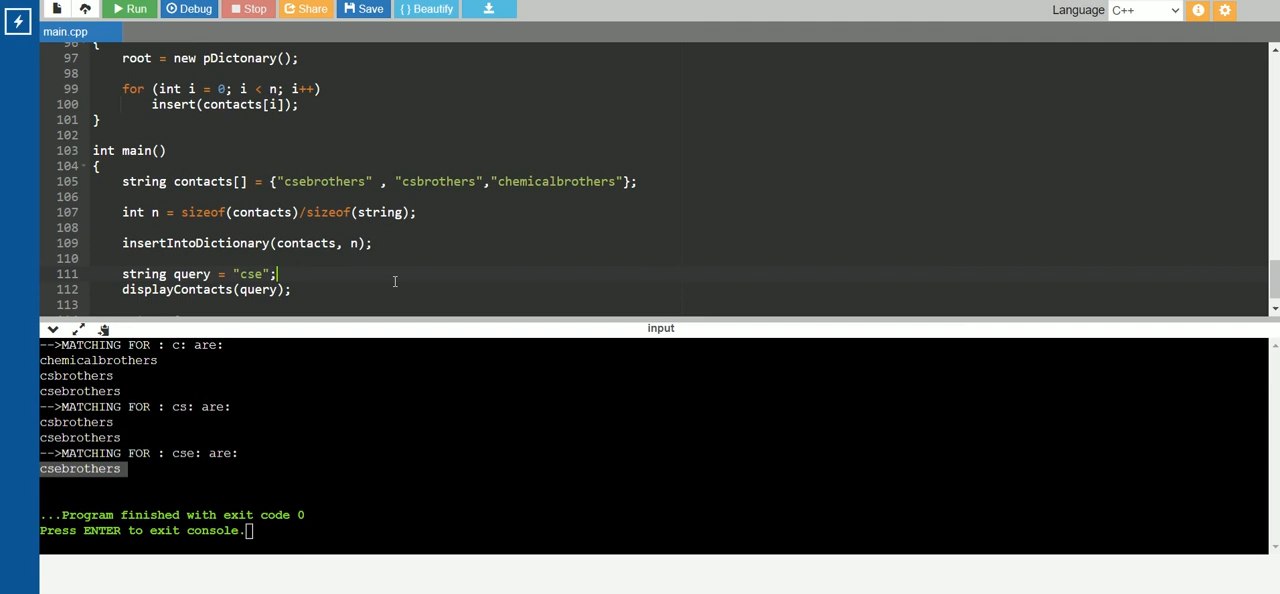 Run Debug Stop Share Save { } Beautify Language C++
main.cpp
96 {
97 root = new pDictonary();
98
99 for (int i = 0; i < n; i++)
100 insert(contacts[i]);
101 }
102
103 int main()
104 {
105 string contacts[] = {"csebrothers" , "csbrothers","chemicalbrothers"};
106
107 int n = sizeof(contacts)/sizeof(string);
108
109 insertIntoDictionary(contacts, n);
110
111 string query = "cse";
112 displayContacts(query);
113
input
-->MATCHING FOR : c: are:
chemicalbrothers
csbrothers
csebrothers
-->MATCHING FOR : cs: are:
csbrothers
csebrothers
-->MATCHING FOR : cse: are:
csebrothers
...Program finished with exit code 0
Press ENTER to exit console.